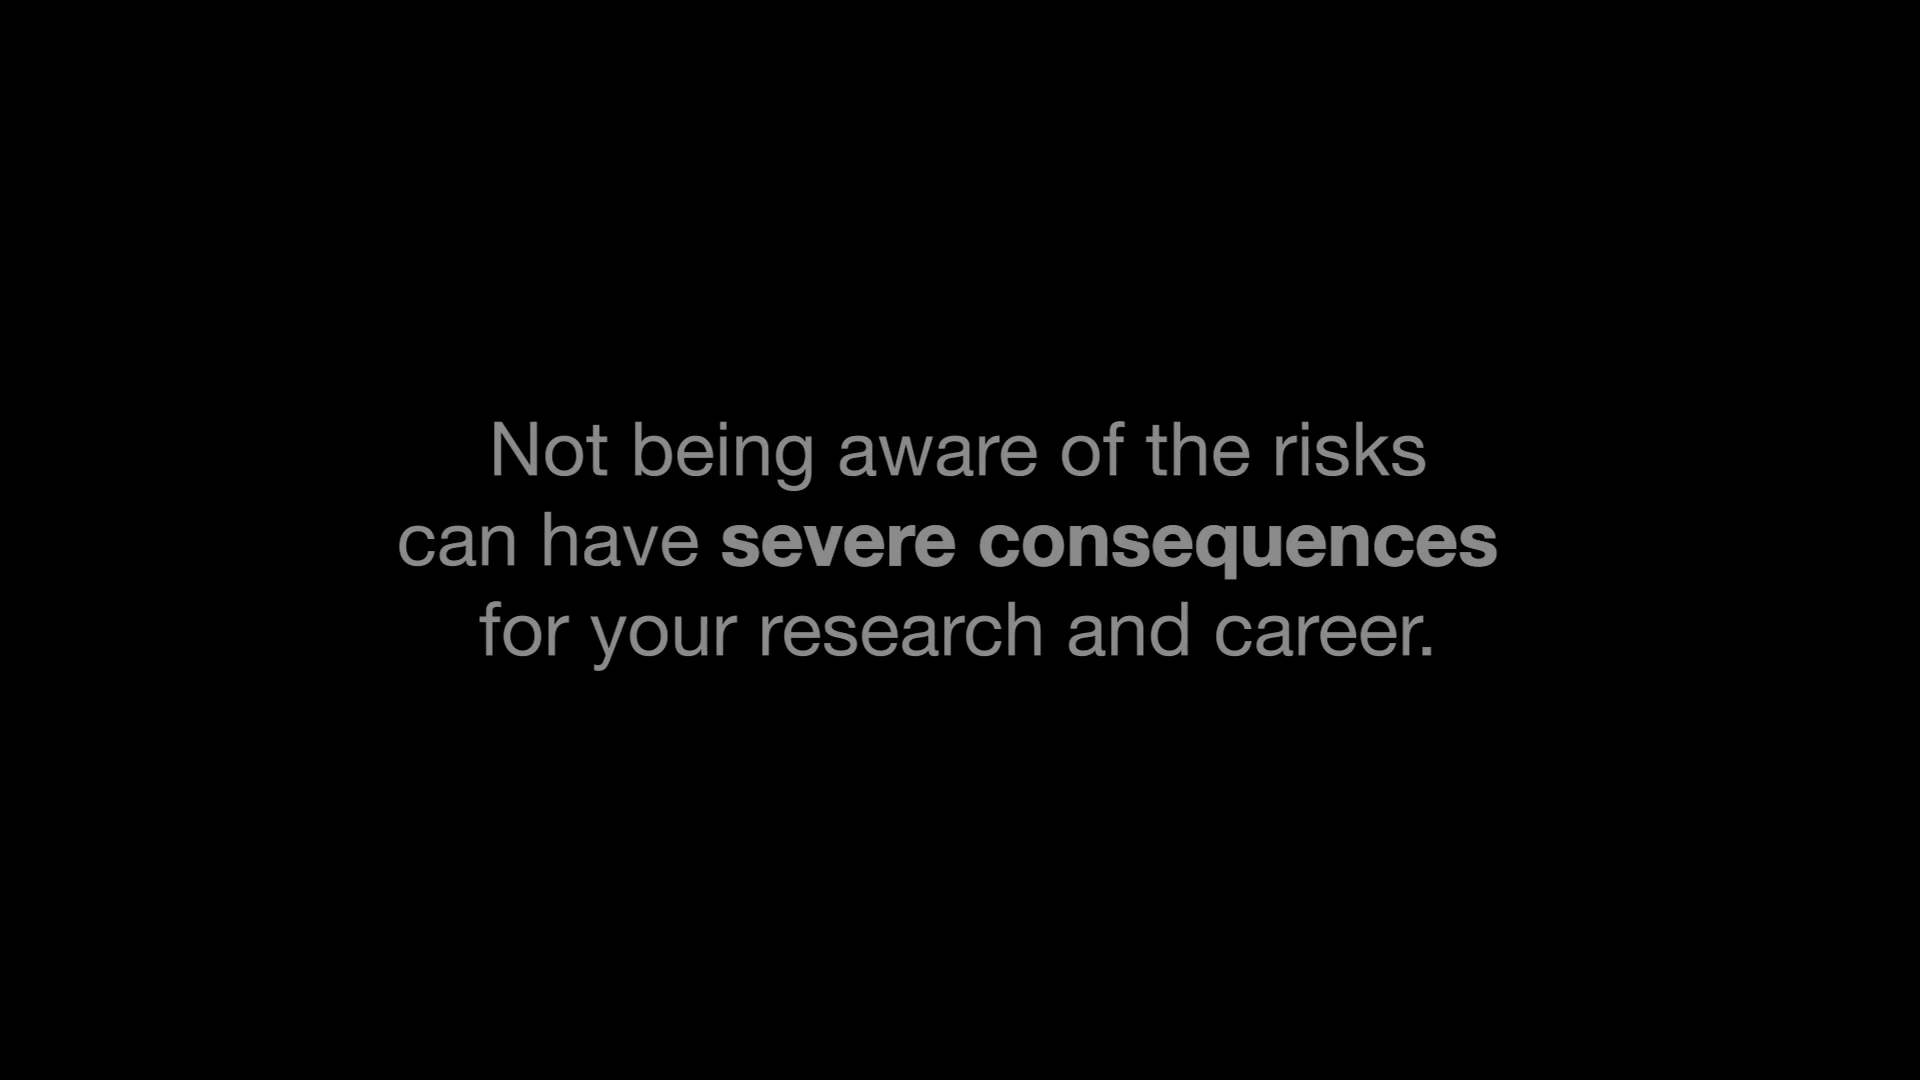 Not being aware of the risks
can have severe consequences
for your research and career.